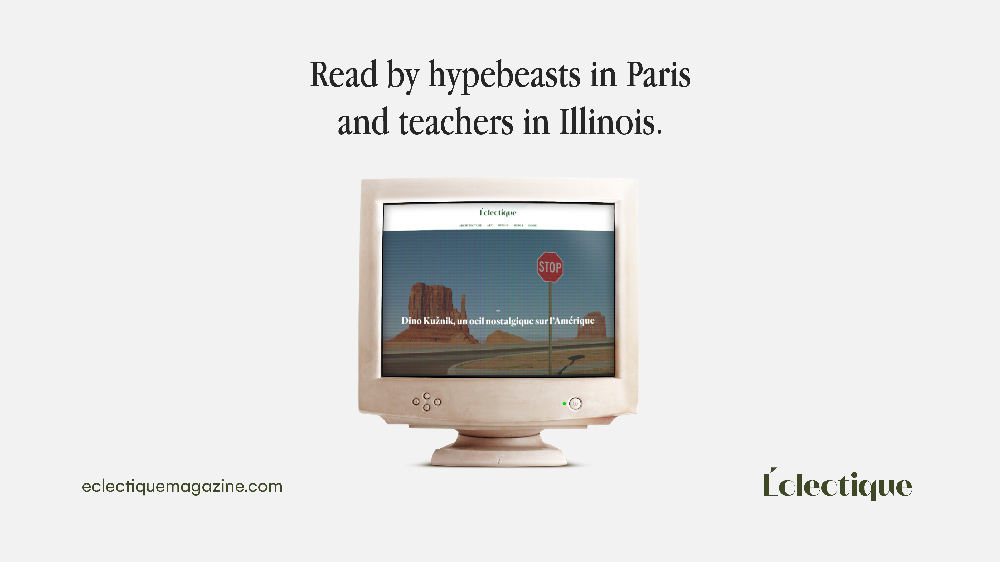 Read by hypebeasts in Paris
and teachers in Illinois.
Éclectique
STOP
Dino Kužnik, un oeil nostalgique sur l'Amérique
eclectiquemagazine.com
Éclectique